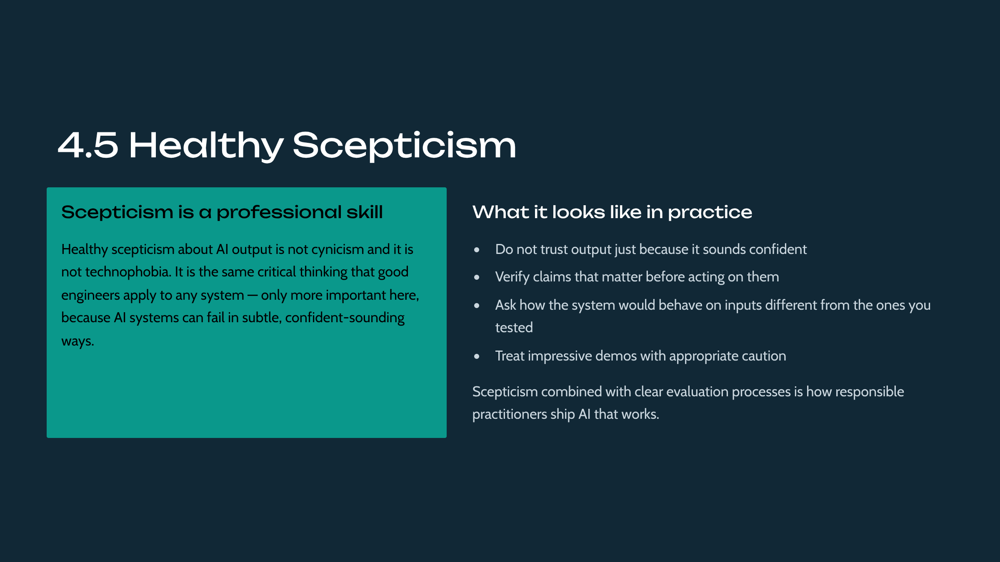 4.5 Healthy Scepticism
Scepticism is a professional skill
Healthy scepticism about AI output is not cynicism and it is
not technophobia. It is the same critical thinking that good
engineers apply to any system — only more important here,
because AI systems can fail in subtle, confident-sounding
ways.
What it looks like in practice
• Do not trust output just because it sounds confident
• Verify claims that matter before acting on them
• Ask how the system would behave on inputs different from the ones you
tested
• Treat impressive demos with appropriate caution
Scepticism combined with clear evaluation processes is how responsible
practitioners ship AI that works.